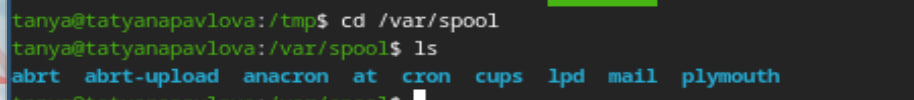 tanya@tatyanapavlova:/tmp$ cd /var/spool
tanya@tatyanapavlova:/var/spool$ ls
abrt  abrt-upload  anacron  at  cron  cups  lpd  mail  plymouth